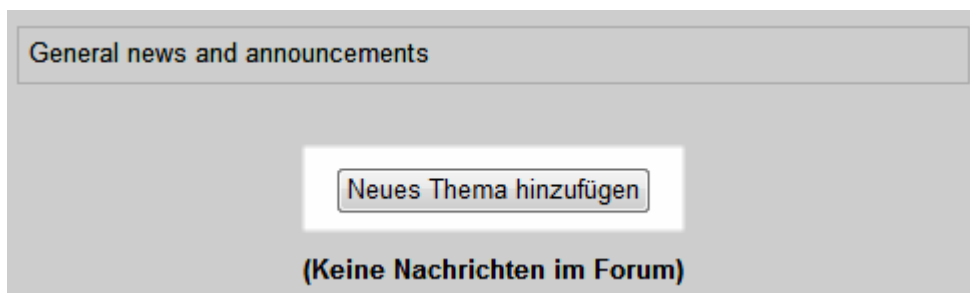 General news and announcements
Neues Thema hinzufügen
(Keine Nachrichten im Forum)